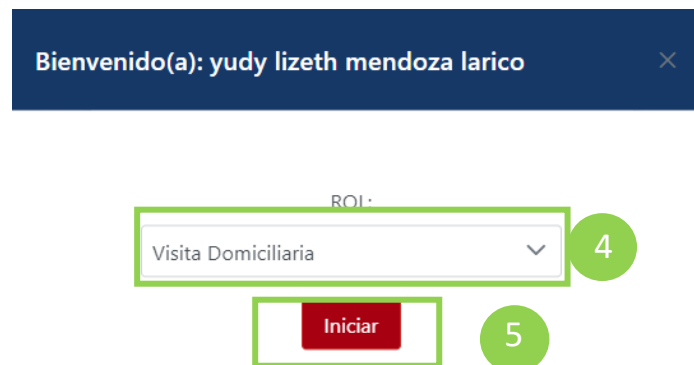 Bienvenido(a): yudy lizeth mendoza larico
ROL:
Visita Domiciliaria
4
Iniciar
5